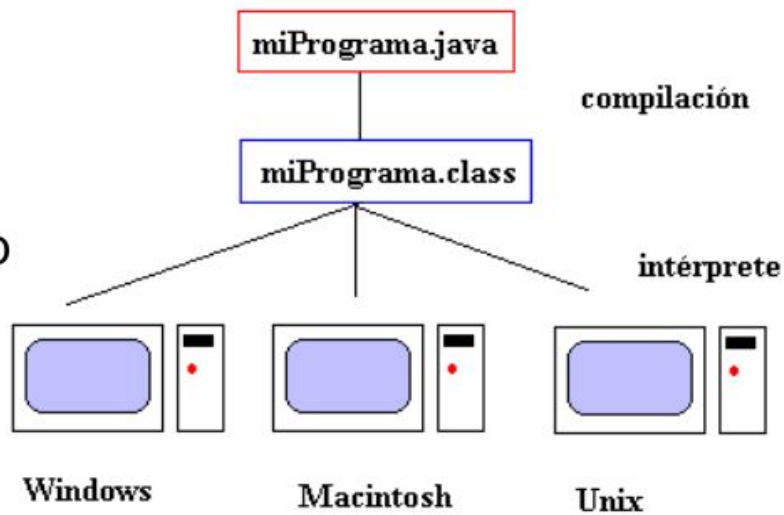 miPrograma.java
compilación
miPrograma.class
o
intérprete
Windows Macintosh Unix